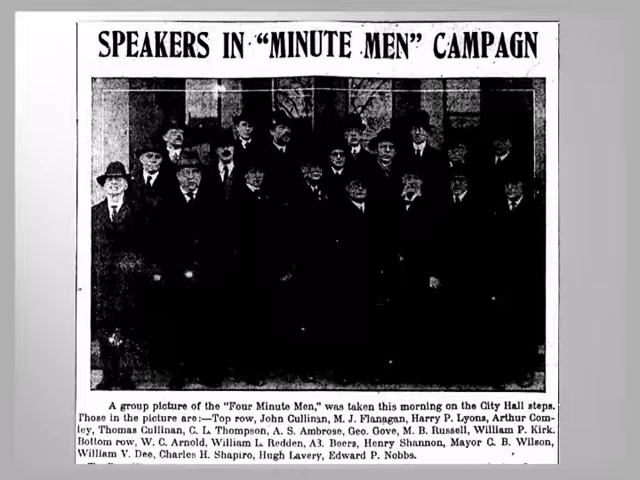 SPEAKERS IN "MINUTE MEN" CAMPAGN
A group picture of the "Four Minute Men," was taken this morning on the City Hall steps.
Those in the picture are:—Top row, John Cullinan, M. J. Flanagan, Harry P. Lyons, Arthur Com-
ley, Thomas Cullinan, C. L. Thompson, A. S. Ambrose, Geo. Gove, M. B. Russell, William P. Kirk.
Bottom row, W. C. Arnold, William L. Redden, Beers, Henry Shannon, Mayor C. B. Wilson,
William V. Dee, Charles H. Shapiro, Hugh Lavery, Edward P. Nobbs.